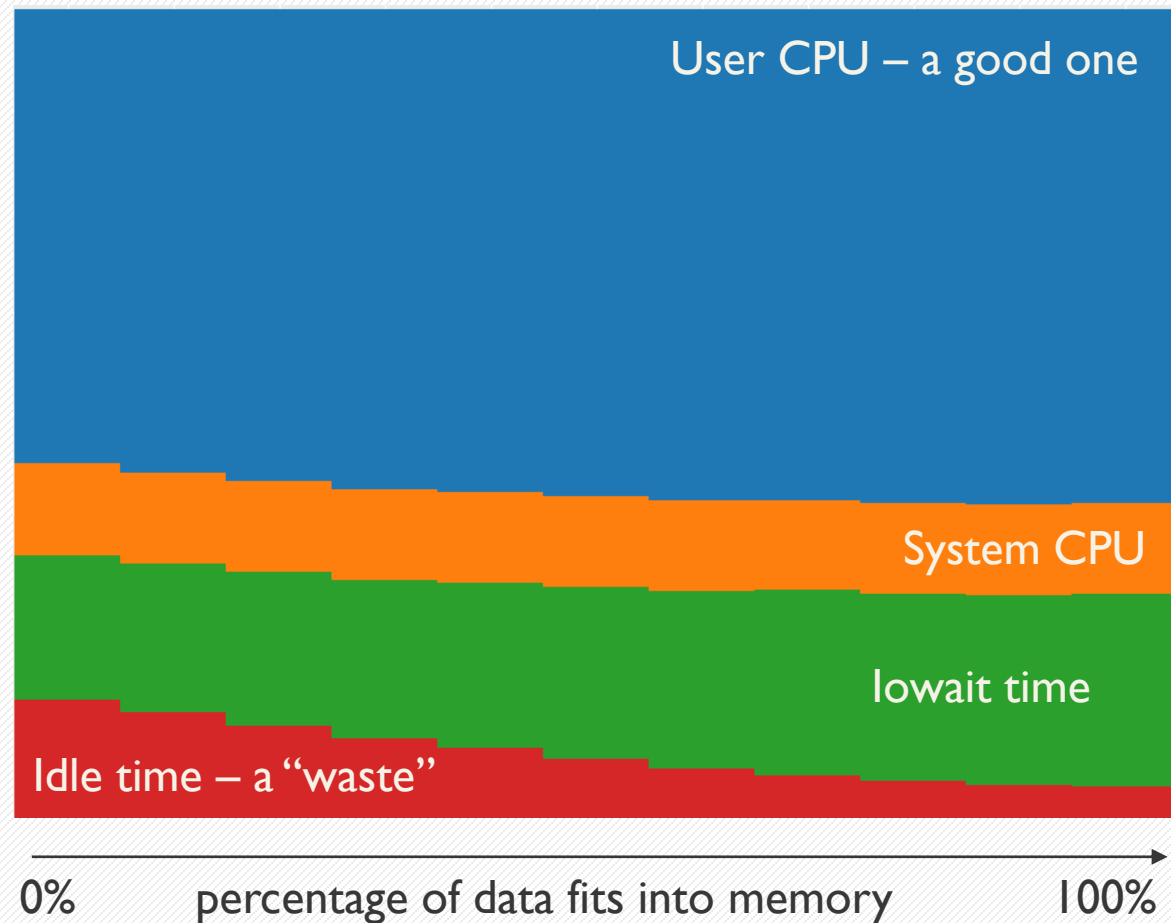 User CPU – a good one
System CPU
Iowait time
Idle time – a “waste”
0% percentage of data fits into memory 100%